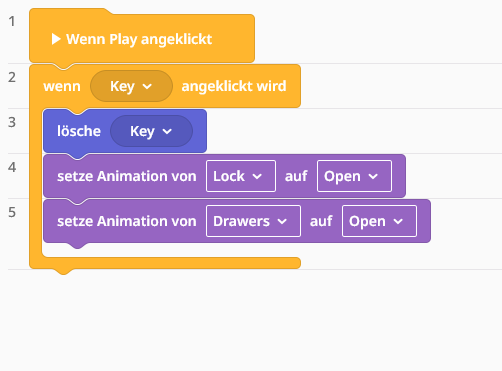 1
Wenn Play angeklickt
2
wenn Key angeklickt wird
3
lösche Key
4
setze Animation von Lock auf Open
5
setze Animation von Drawers auf Open